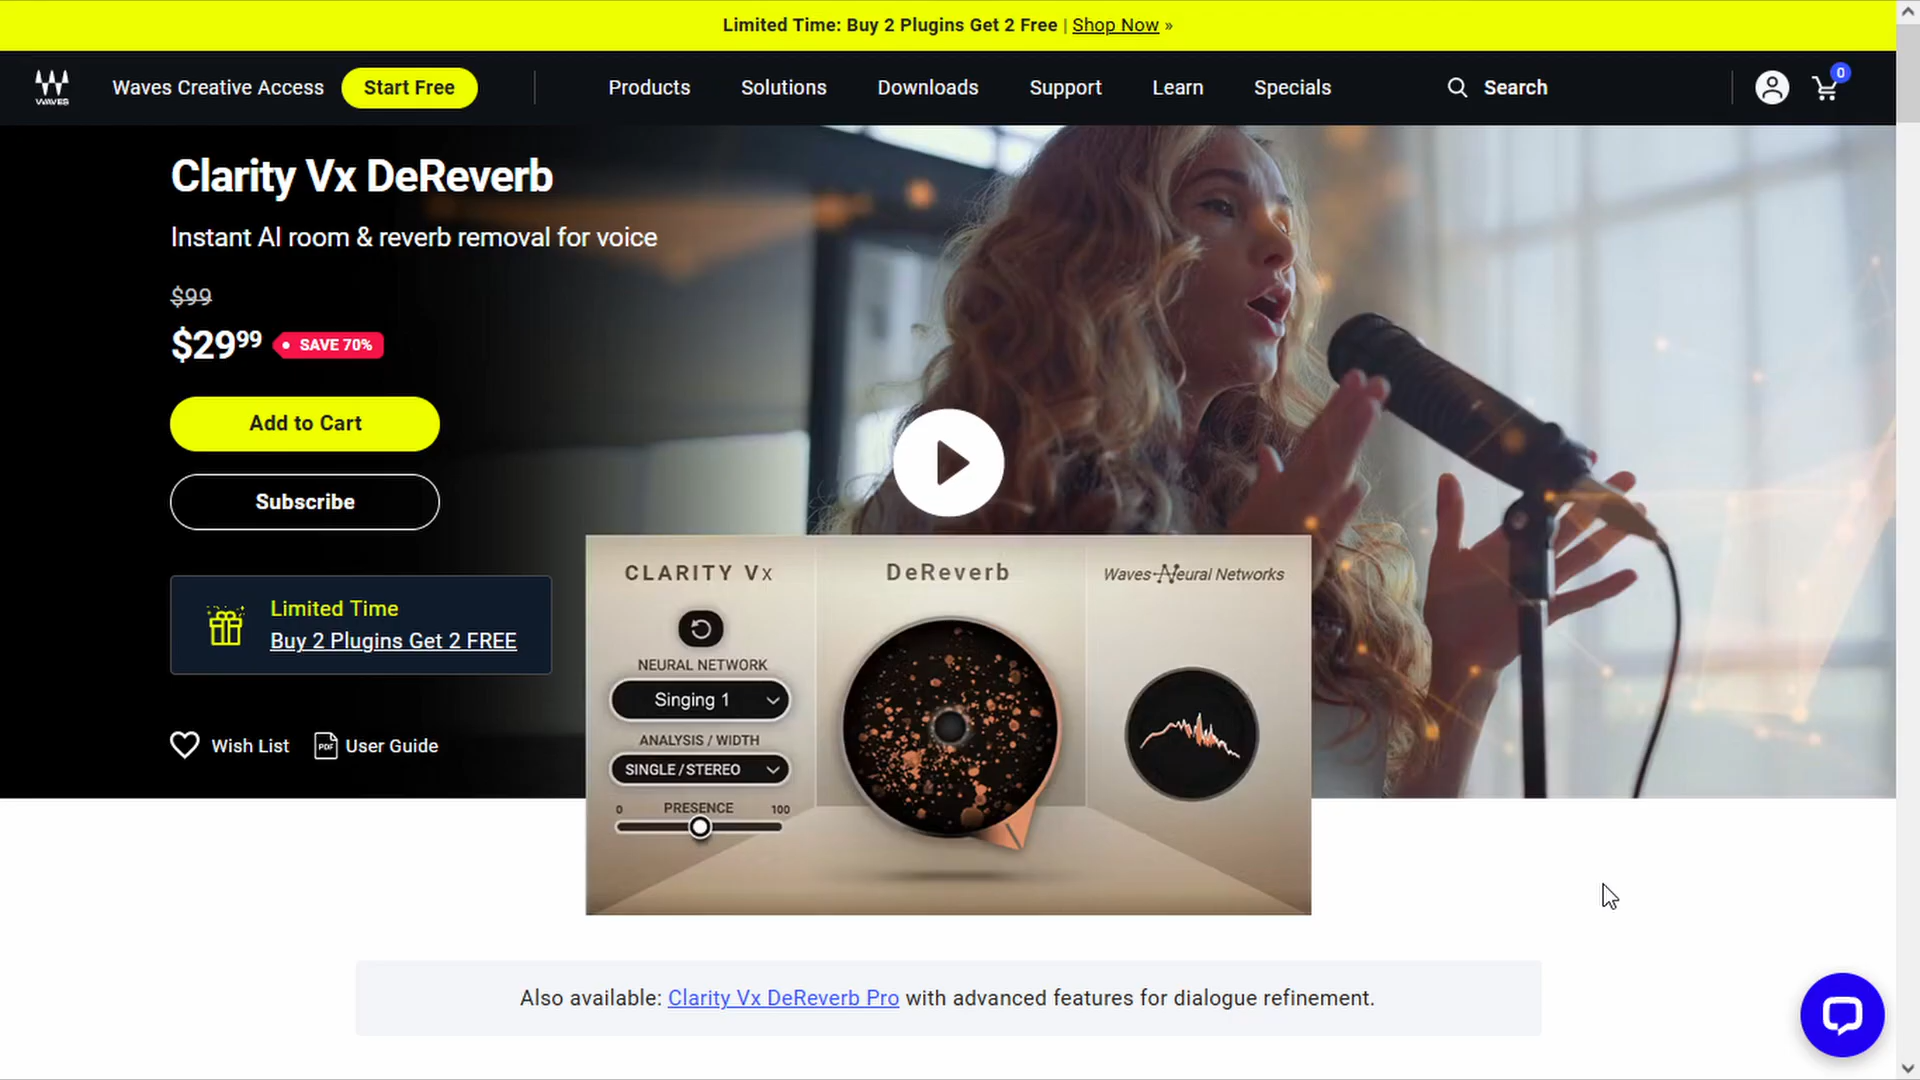 Limited Time: Buy 2 Plugins Get 2 Free | Shop Now »
WAVES
Waves Creative Access
Start Free
Products
Solutions
Downloads
Support
Learn
Specials
Search
0
Clarity Vx DeReverb
Instant AI room & reverb removal for voice
$99
$29.99
SAVE 70%
Add to Cart
Subscribe
Limited Time
Buy 2 Plugins Get 2 FREE
Wish List
PDF
User Guide
CLARITY Vx
NEURAL NETWORK
Singing 1
ANALYSIS / WIDTH
SINGLE / STEREO
0 PRESENCE 100
DeReverb
Waves Neural Networks
Also available: Clarity Vx DeReverb Pro with advanced features for dialogue refinement.